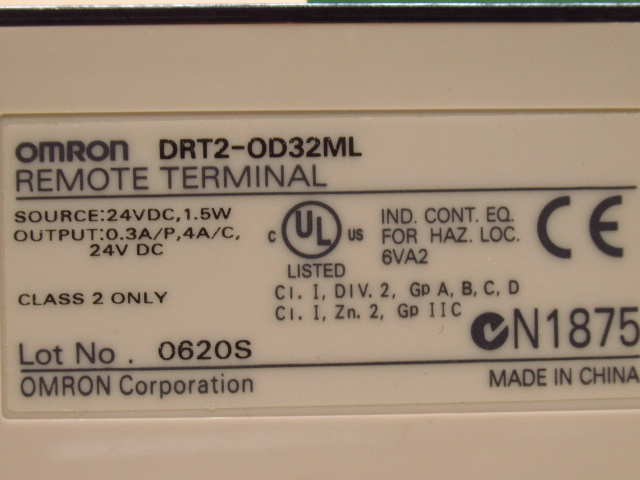 OMRON DRT2-OD32ML
REMOTE TERMINAL
SOURCE:24VDC,1.5W
OUTPUT:0.3A/P,4A/C,
24V DC
CLASS 2 ONLY
C UL US
LISTED
IND. CONT. EQ.
FOR HAZ. LOC.
6VA2
CE
Cl. I, DIV. 2, Gp A, B, C, D
Cl. I, Zn. 2, Gp IIC
N1875
Lot No. 0620S
OMRON Corporation
MADE IN CHINA